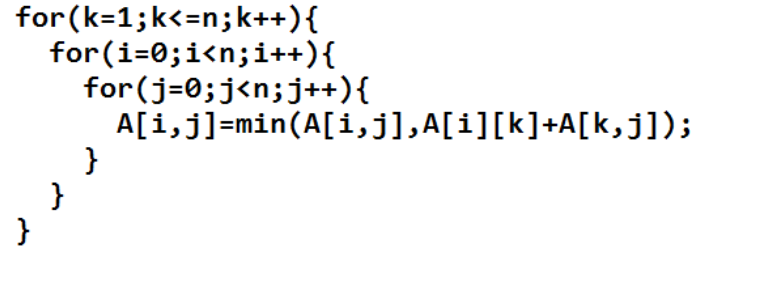 for(k=1;k<=n;k++){
for(i=0;i<n;i++){
for(j=0;j<n;j++){
A[i,j]=min(A[i,j],A[i][k]+A[k,j]);
}
}
}